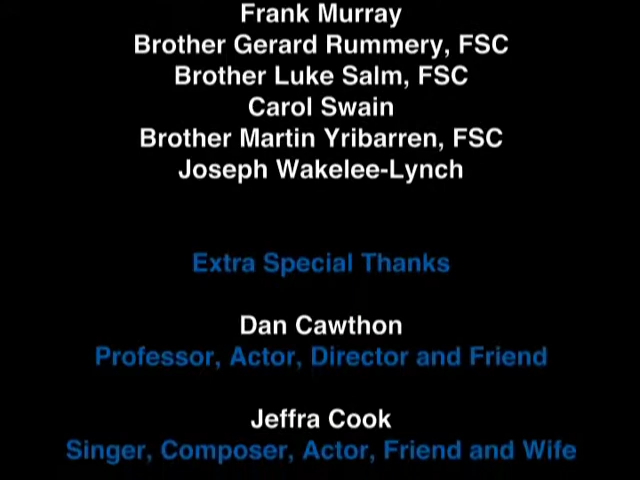 Frank Murray
Brother Gerard Rummery, FSC
Brother Luke Salm, FSC
Carol Swain
Brother Martin Yribarren, FSC
Joseph Wakelee-Lynch
Extra Special Thanks
Dan Cawthon
Professor, Actor, Director and Friend
Jeffra Cook
Singer, Composer, Actor, Friend and Wife